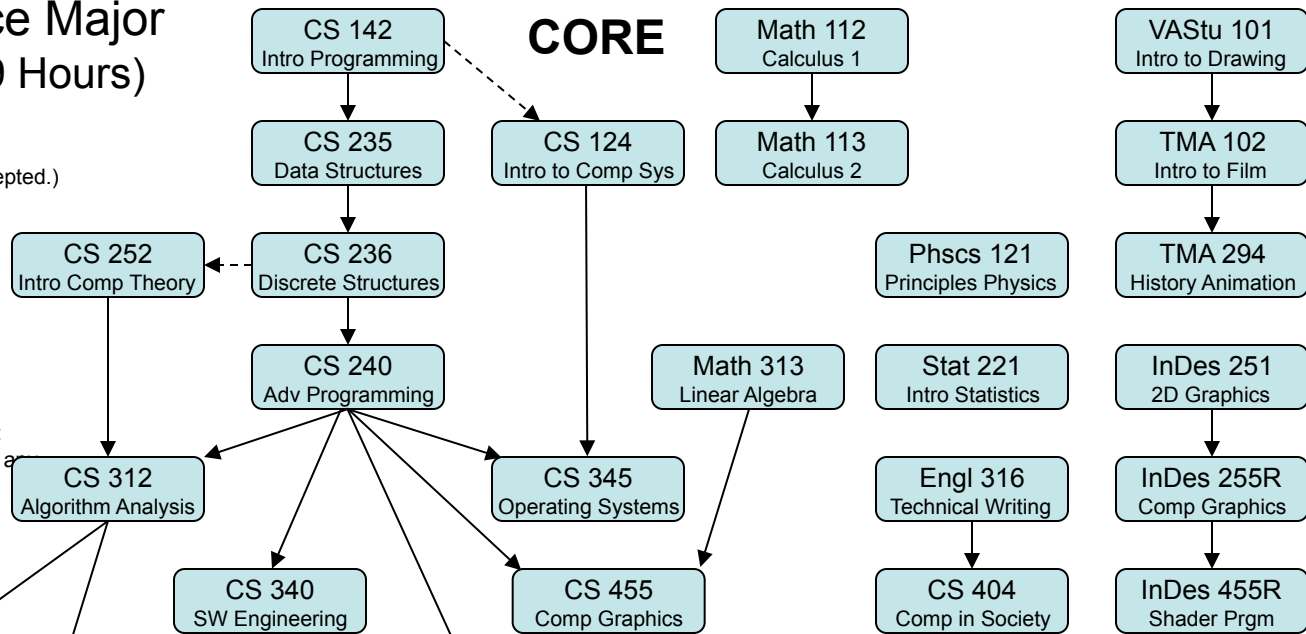 ce Major
9 Hours)
epted.)
CORE
CS 142
Intro Programming
Math 112
Calculus 1
VAStu 101
Intro to Drawing
CS 235
Data Structures
CS 124
Intro to Comp Sys
Math 113
Calculus 2
TMA 102
Intro to Film
CS 252
Intro Comp Theory
CS 236
Discrete Structures
Phscs 121
Principles Physics
TMA 294
History Animation
CS 240
Adv Programming
Math 313
Linear Algebra
Stat 221
Intro Statistics
InDes 251
2D Graphics
CS 312
Algorithm Analysis
CS 345
Operating Systems
Engl 316
Technical Writing
InDes 255R
Comp Graphics
CS 340
SW Engineering
CS 455
Comp Graphics
CS 404
Comp in Society
InDes 455R
Shader Prgm